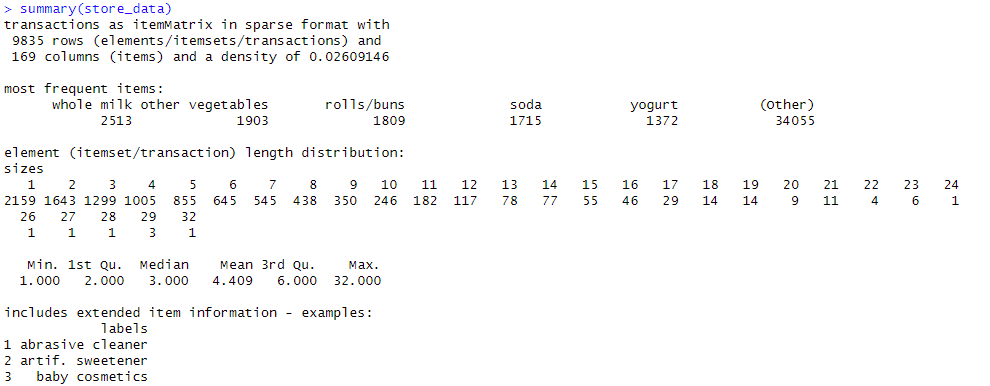 > summary(store_data)
transactions as itemMatrix in sparse format with
 9835 rows (elements/itemsets/transactions) and
 169 columns (items) and a density of 0.02609146

most frequent items:
      whole milk other vegetables       rolls/buns             soda           yogurt          (Other)
            2513             1903             1809             1715             1372            34055

element (itemset/transaction) length distribution:
sizes
   1    2    3    4    5    6    7    8    9   10   11   12   13   14   15   16   17   18   19   20   21   22   23   24
2159 1643 1299 1005  855  645  545  438  350  246  182  117   78   77   55   46   29   14   14    9   11    4    6    1
  26   27   28   29   32
   1    1    1    3    1

   Min. 1st Qu.  Median    Mean 3rd Qu.    Max.
  1.000   2.000   3.000   4.409   6.000  32.000

includes extended item information - examples:
            labels
1 abrasive cleaner
2 artif. sweetener
3   baby cosmetics